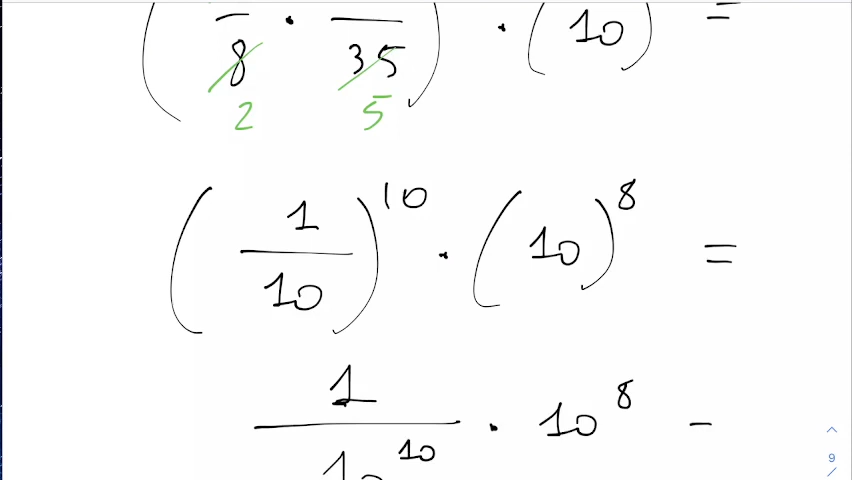 ( — · — ) · (10) =
8 35
2 5
(1/10)^10 · (10)^8 =
1/10^10 · 10^8 =
9